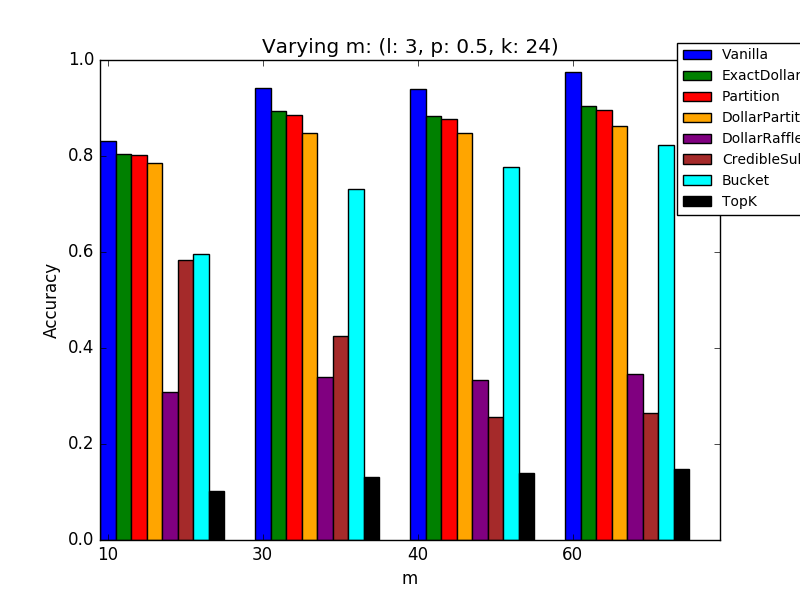 Varying m: (l: 3, p: 0.5, k: 24)
Vanilla
ExactDollar
Partition
DollarPartit
DollarRaffle
CredibleSu
Bucket
TopK
1.0
0.8
0.6
0.4
0.2
0.0
Accuracy
10 30 40 60
m